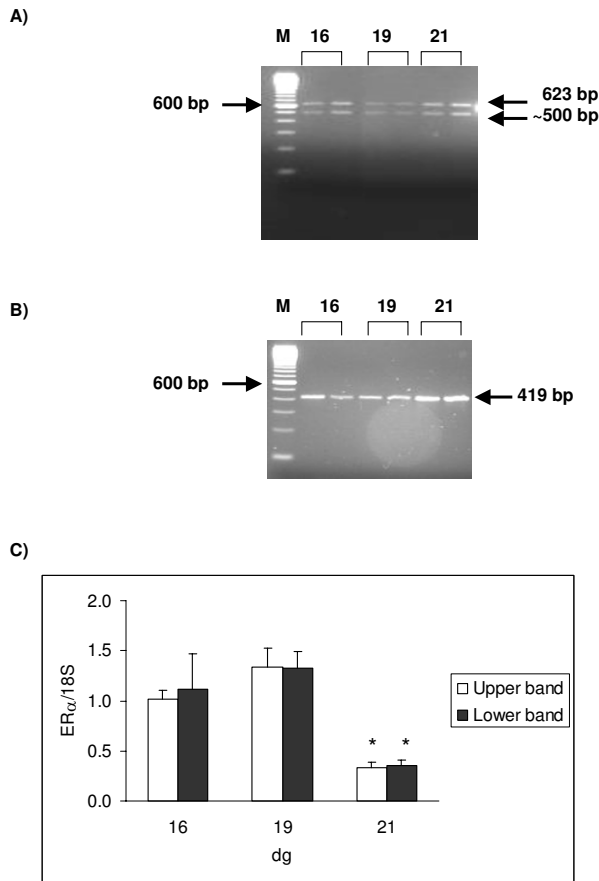 A)
M 16 19 21
600 bp
623 bp
~500 bp
B)
M 16 19 21
600 bp
419 bp
C)
ERα/18S
2.0
1.5
1.0
0.5
0.0
* *
16 19 21
dg
Upper band
Lower band